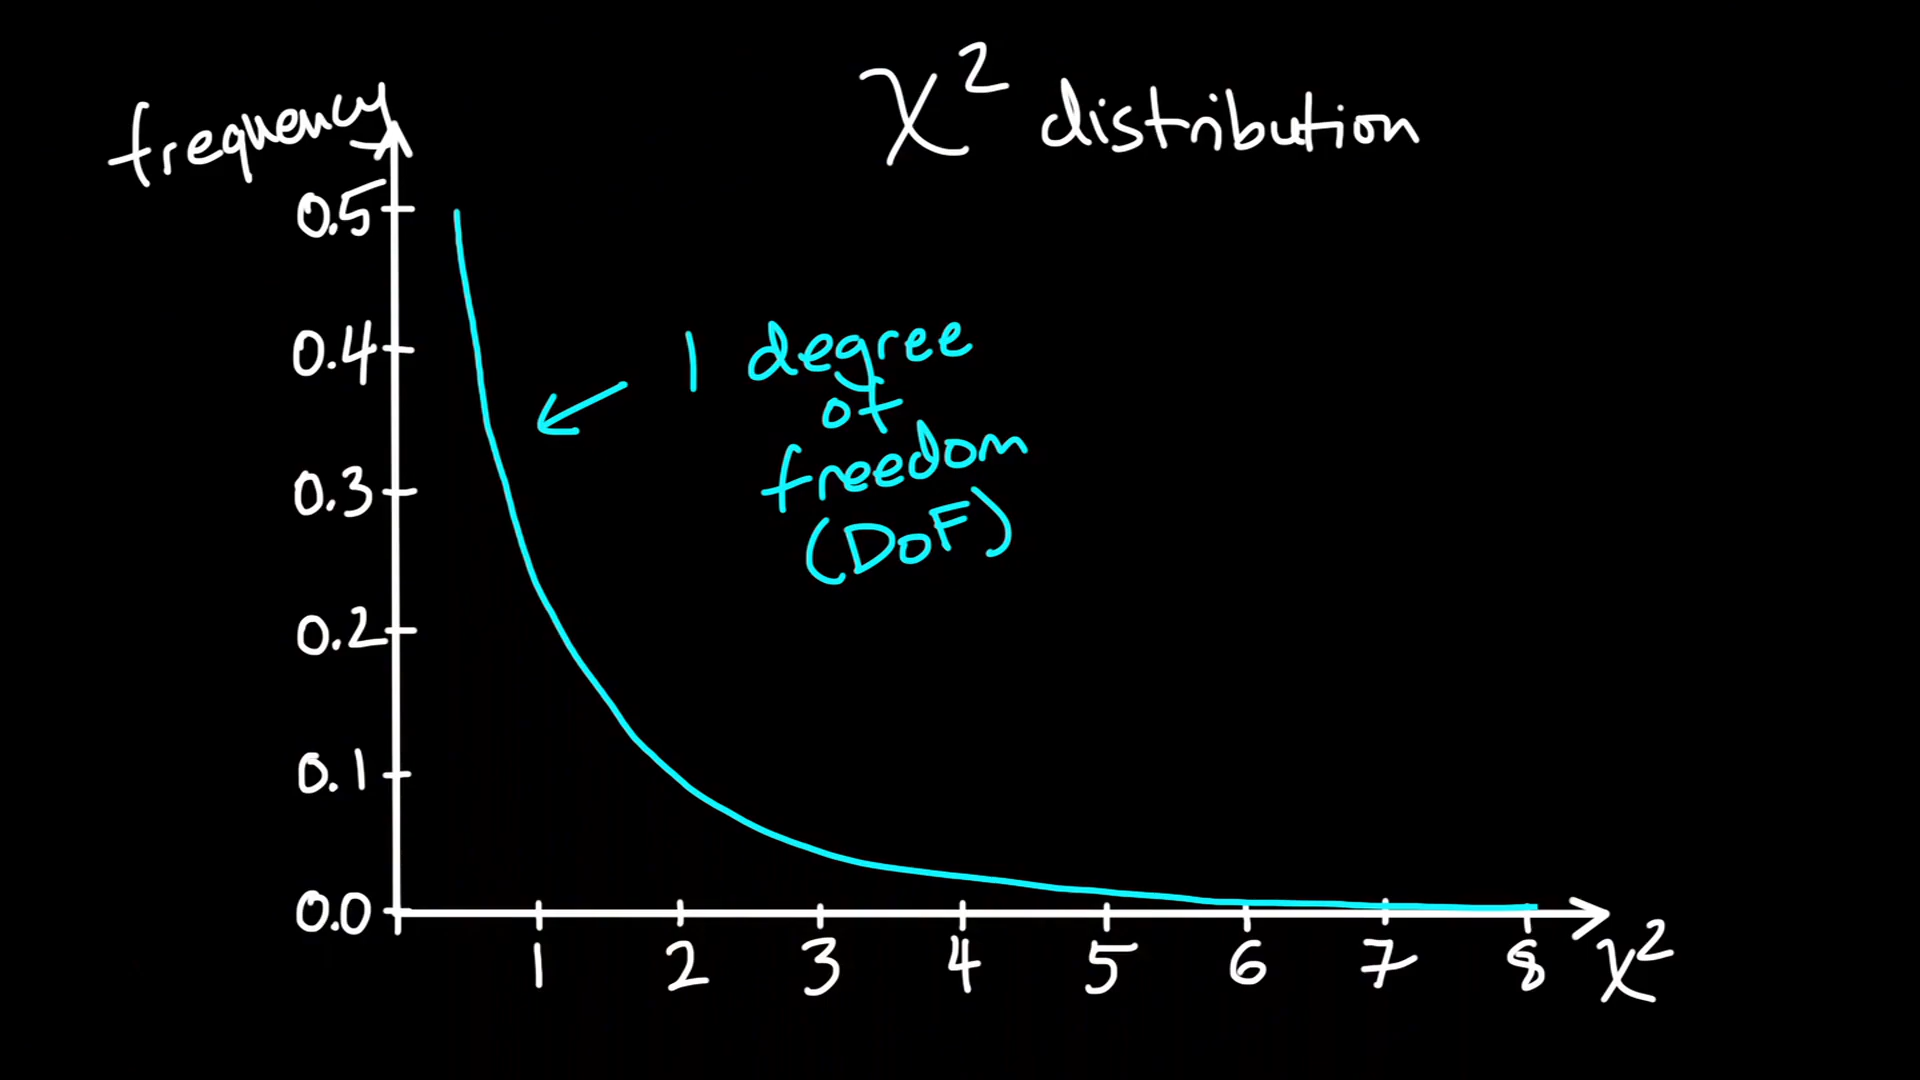 χ² distribution
frequency
0.5
0.4
0.3
0.2
0.1
0.0
1 degree
of
freedom
(DoF)
1 2 3 4 5 6 7 8 χ²